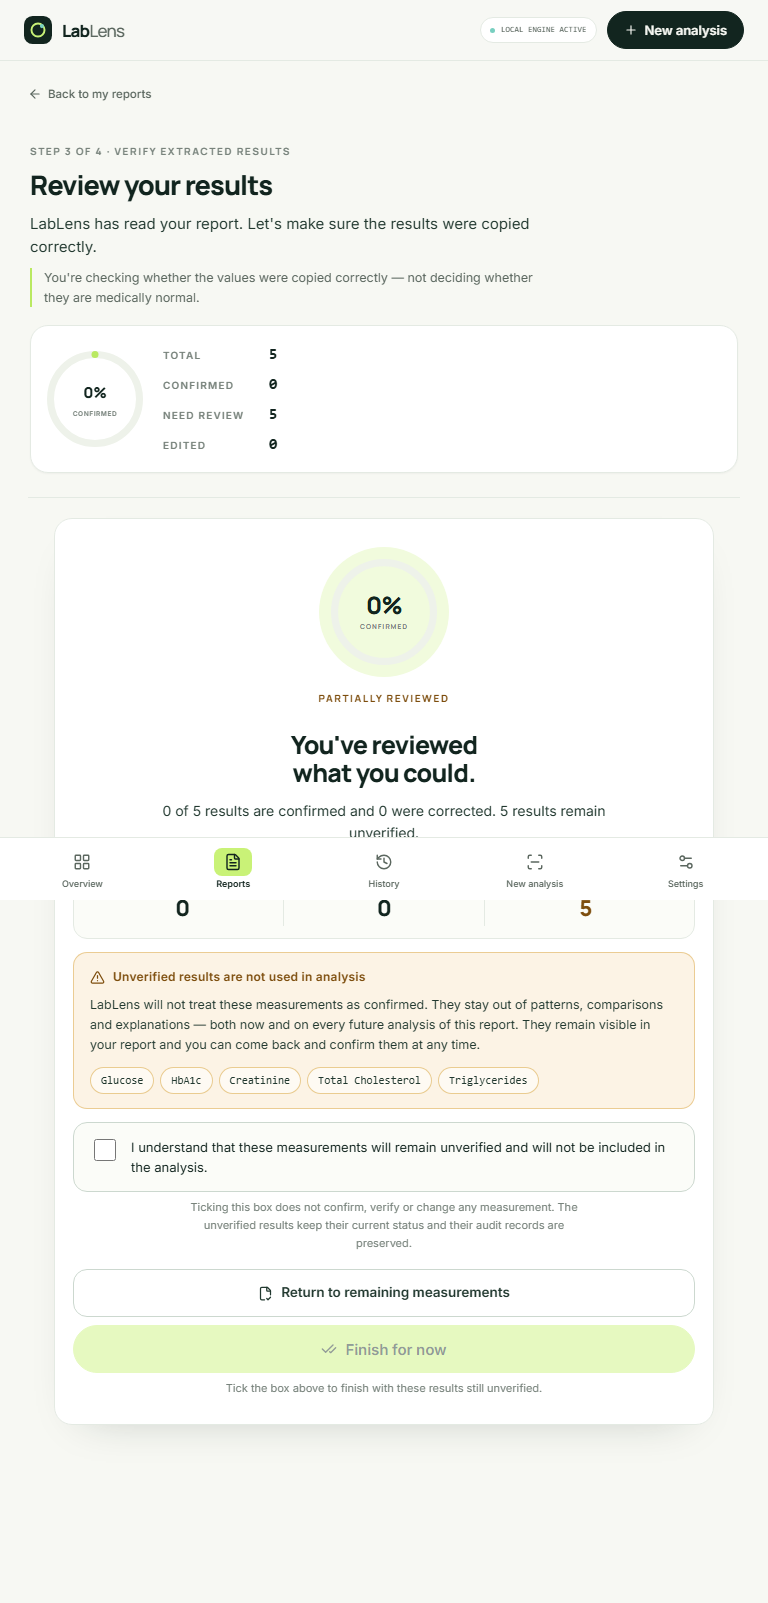 LabLens
LOCAL ENGINE ACTIVE
New analysis
Back to my reports
STEP 3 OF 4 · VERIFY EXTRACTED RESULTS
Review your results
LabLens has read your report. Let's make sure the results were copied
correctly.
You're checking whether the values were copied correctly — not deciding whether
they are medically normal.
0%
CONFIRMED
TOTAL 5
CONFIRMED 0
NEED REVIEW 5
EDITED 0
0%
CONFIRMED
PARTIALLY REVIEWED
You've reviewed
what you could.
0 of 5 results are confirmed and 0 were corrected. 5 results remain
unverified.
Overview
Reports
History
New analysis
Settings
0 0 5
Unverified results are not used in analysis
LabLens will not treat these measurements as confirmed. They stay out of patterns, comparisons
and explanations — both now and on every future analysis of this report. They remain visible in
your report and you can come back and confirm them at any time.
Glucose HbA1c Creatinine Total Cholesterol Triglycerides
I understand that these measurements will remain unverified and will not be included in
the analysis.
Ticking this box does not confirm, verify or change any measurement. The
unverified results keep their current status and their audit records are
preserved.
Return to remaining measurements
Finish for now
Tick the box above to finish with these results still unverified.